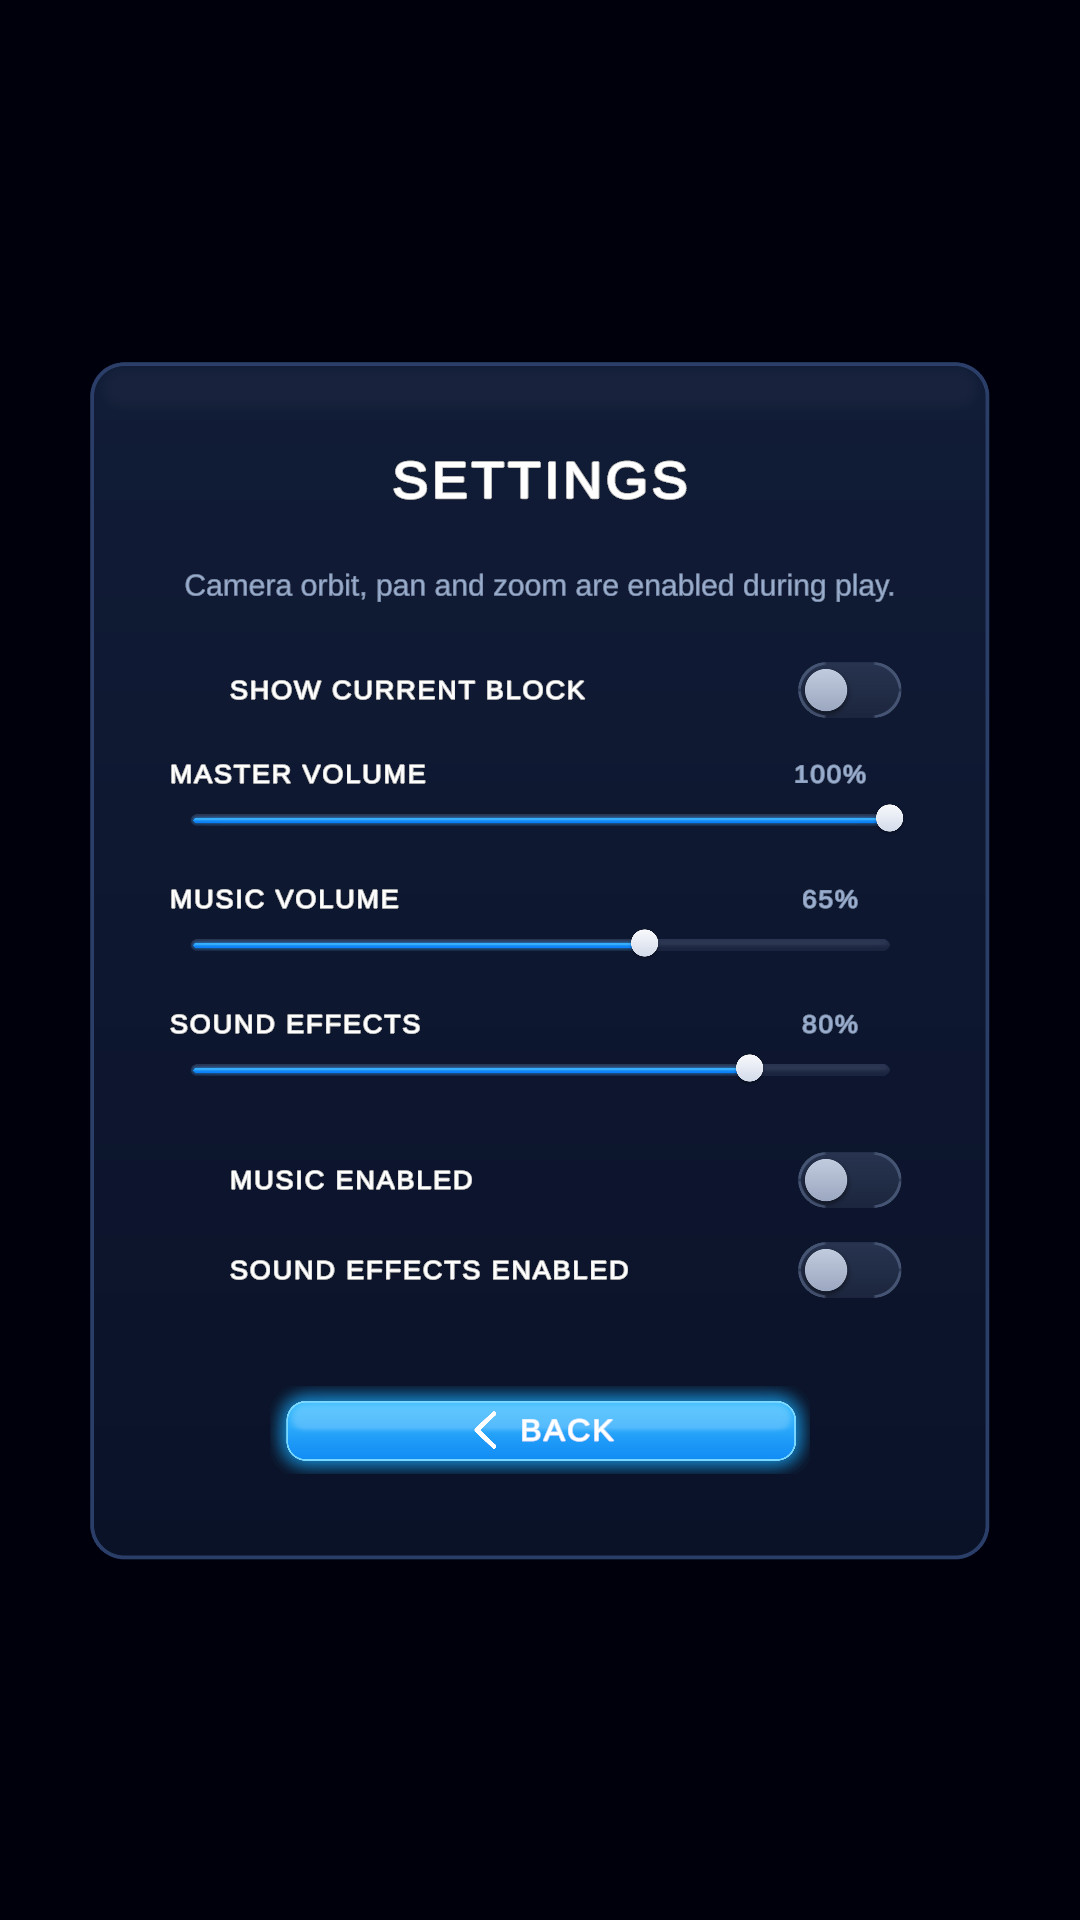 SETTINGS
Camera orbit, pan and zoom are enabled during play.
SHOW CURRENT BLOCK
MASTER VOLUME 100%
MUSIC VOLUME 65%
SOUND EFFECTS 80%
MUSIC ENABLED
SOUND EFFECTS ENABLED
BACK